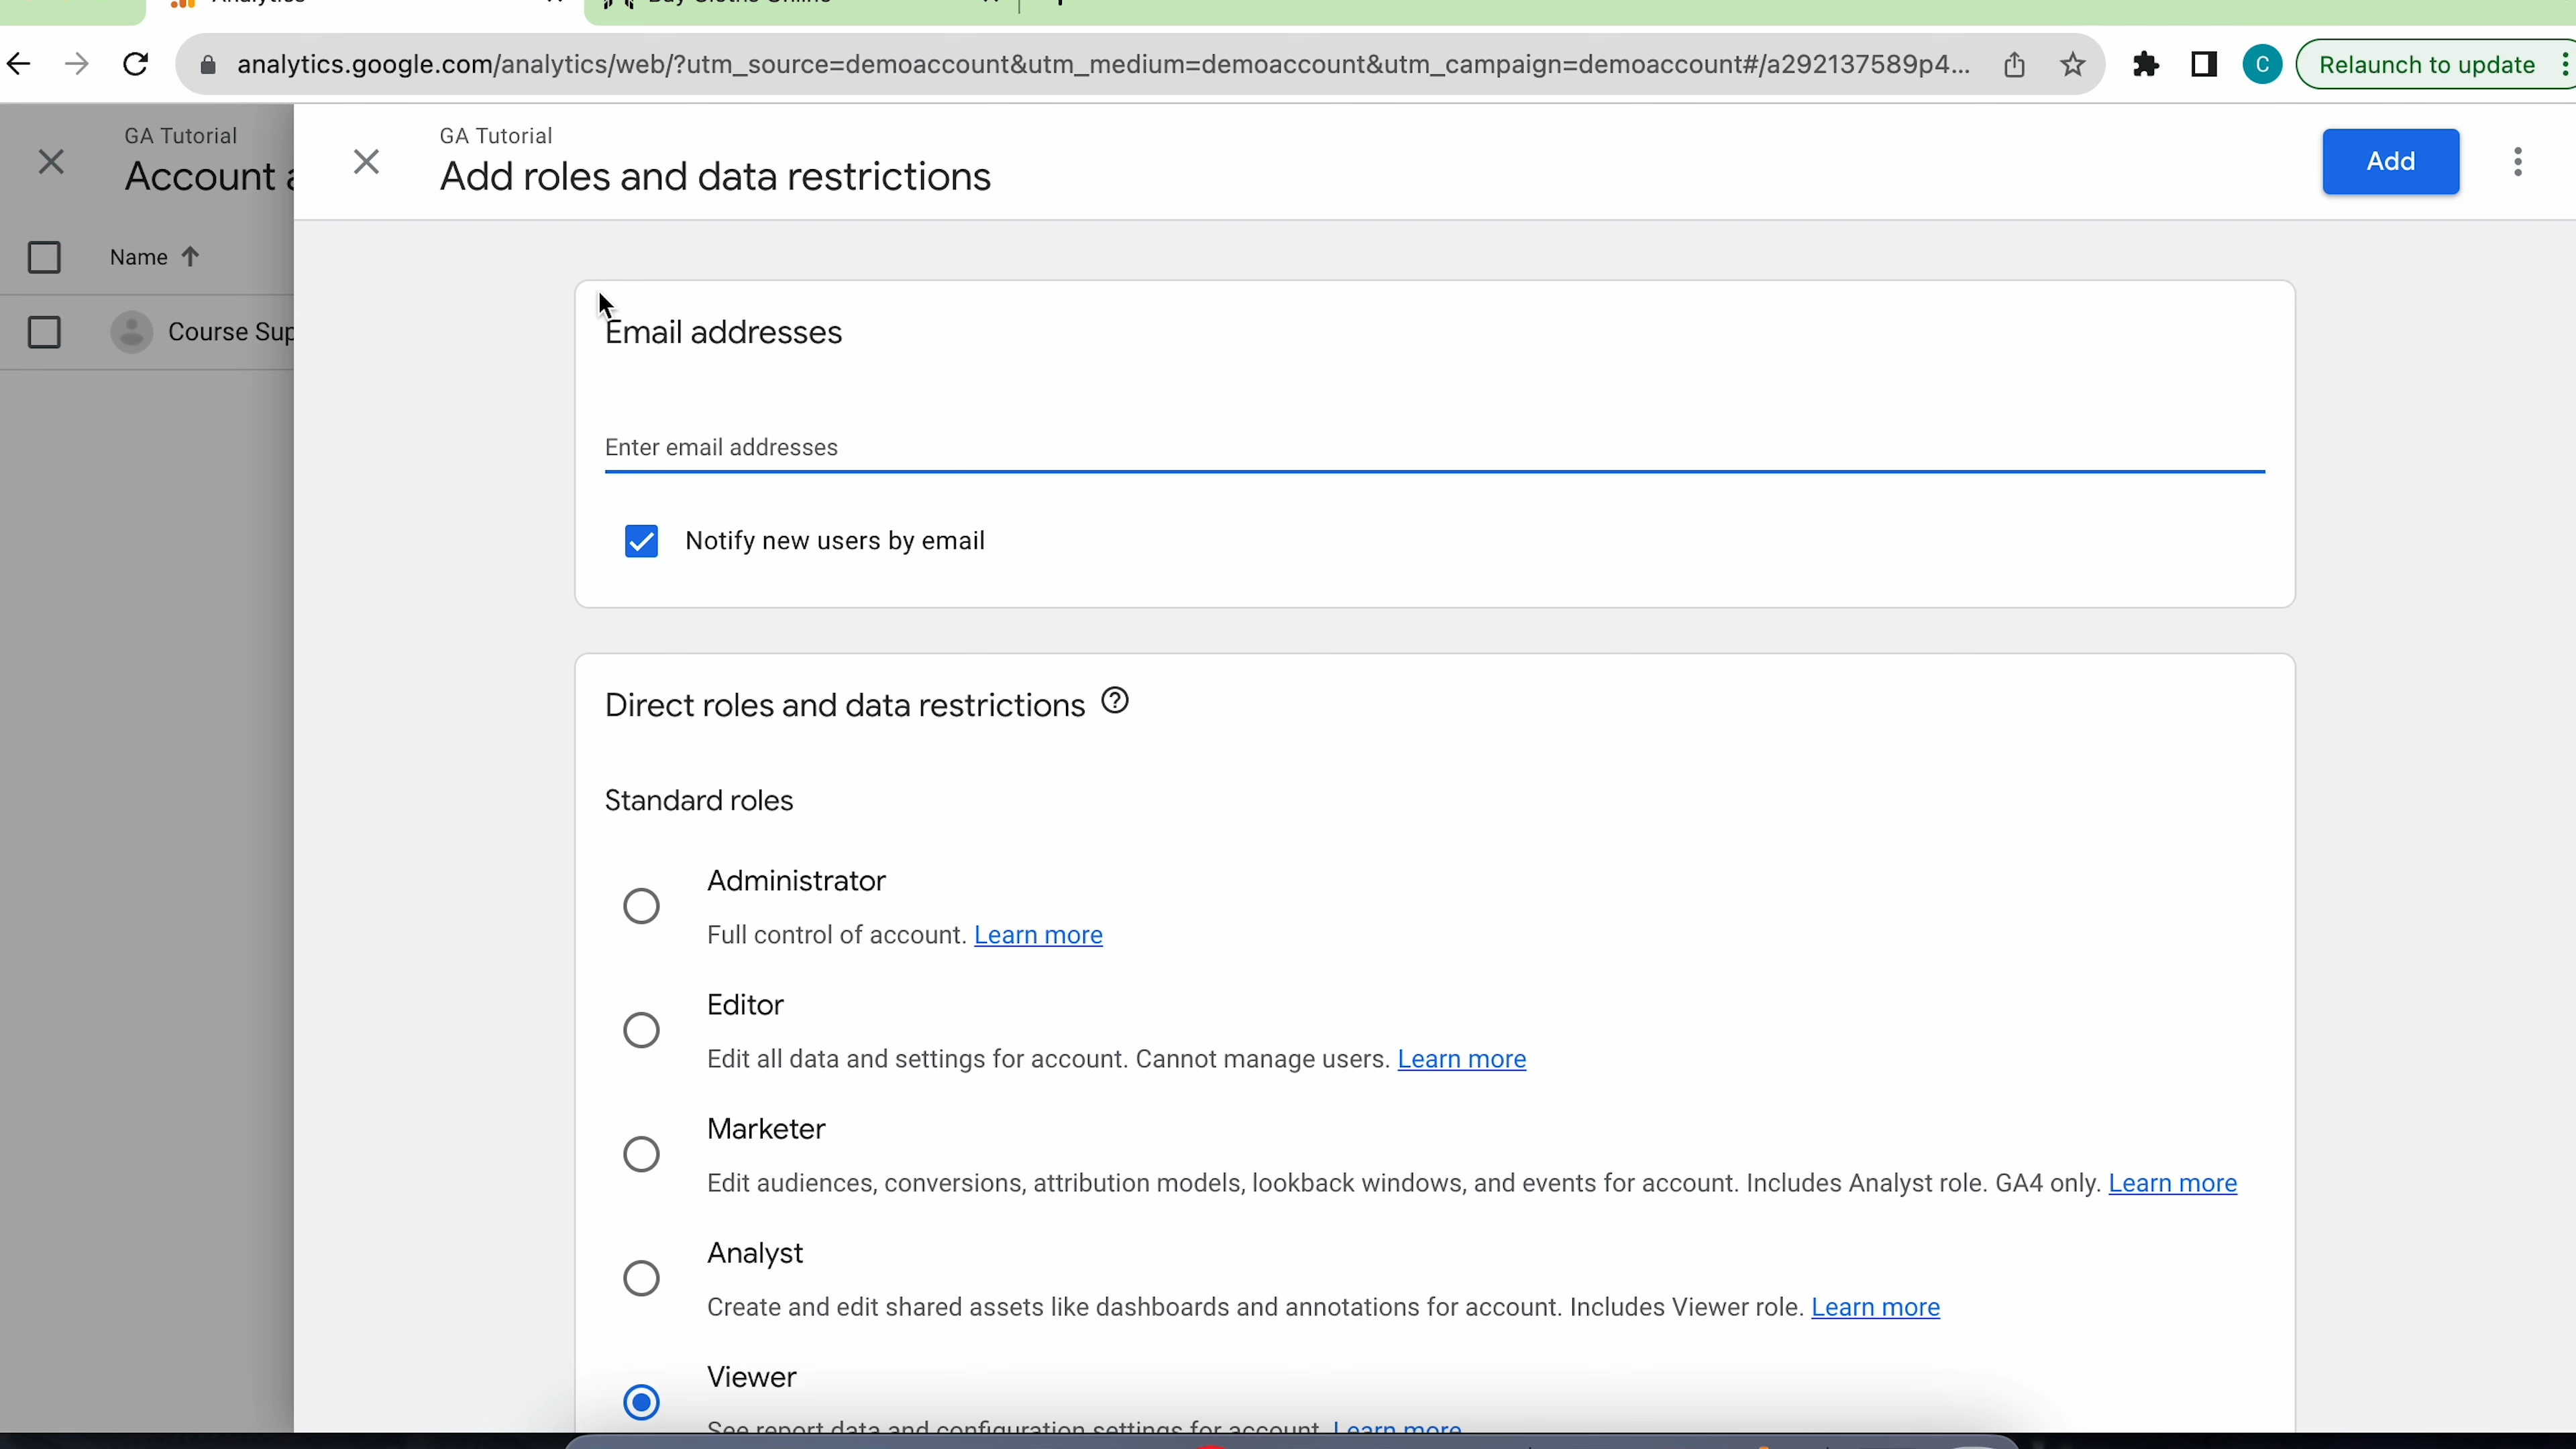 analytics.google.com/analytics/web/?utm_source=demoaccount&utm_medium=demoaccount&utm_campaign=demoaccount#/a292137589p4...
C
Relaunch to update
GA Tutorial
Account a
Name
Course Sup
GA Tutorial
Add roles and data restrictions
Add
Email addresses
Enter email addresses
Notify new users by email
Direct roles and data restrictions
Standard roles
Administrator
Full control of account. Learn more
Editor
Edit all data and settings for account. Cannot manage users. Learn more
Marketer
Edit audiences, conversions, attribution models, lookback windows, and events for account. Includes Analyst role. GA4 only. Learn more
Analyst
Create and edit shared assets like dashboards and annotations for account. Includes Viewer role. Learn more
Viewer
See report data and configuration settings for account. Learn more